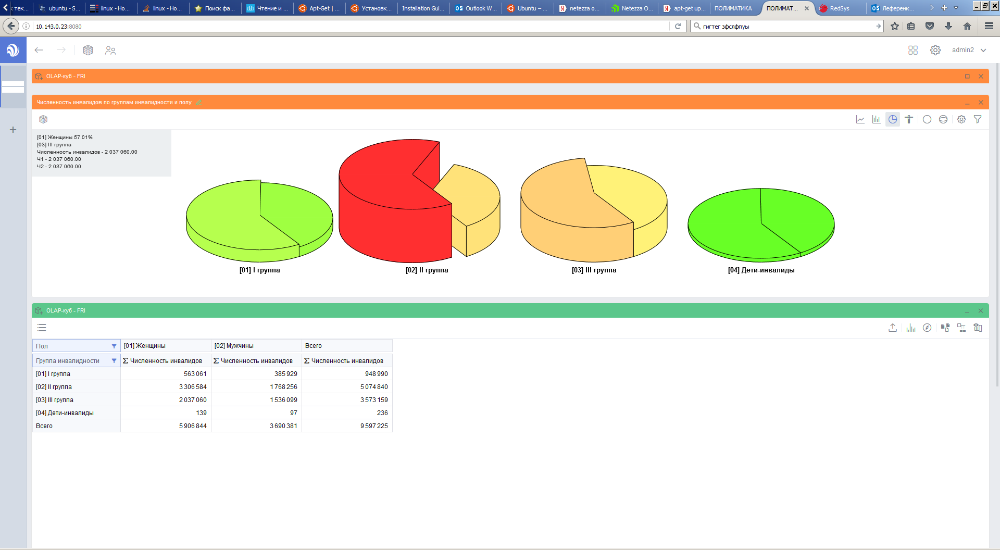 к тек...
ubuntu - S...
linux - Ho...
linux - Ho...
Поиск фа...
Чтение и ...
Apt-Get | ...
Установк...
Installation Gui...
Outlook W...
Ubuntu – ...
netezza o...
Netezza O...
apt-get up...
ПОЛИМАТИКА
ПОЛИМАТ...
RedSys
Леференк...
10.143.0.23:8080
гигтег зфслфпуы
admin2
OLAP-куб - FRI
Численность инвалидов по группам инвалидности и полу
[01] Женщины 57.01%
[03] III группа
Численность инвалидов - 2 037 060.00
Ч1 - 2 037 060.00
Ч2 - 2 037 060.00
[01] I группа [02] II группа [03] III группа [04] Дети-инвалиды
OLAP-куб - FRI
Пол [01] Женщины [02] Мужчины Всего
Группа инвалидности Σ Численность инвалидов Σ Численность инвалидов Σ Численность инвалидов
[01] I группа 563 061 385 929 948 990
[02] II группа 3 306 584 1 768 256 5 074 840
[03] III группа 2 037 060 1 536 099 3 573 159
[04] Дети-инвалиды 139 97 236
Всего 5 906 844 3 690 381 9 597 225